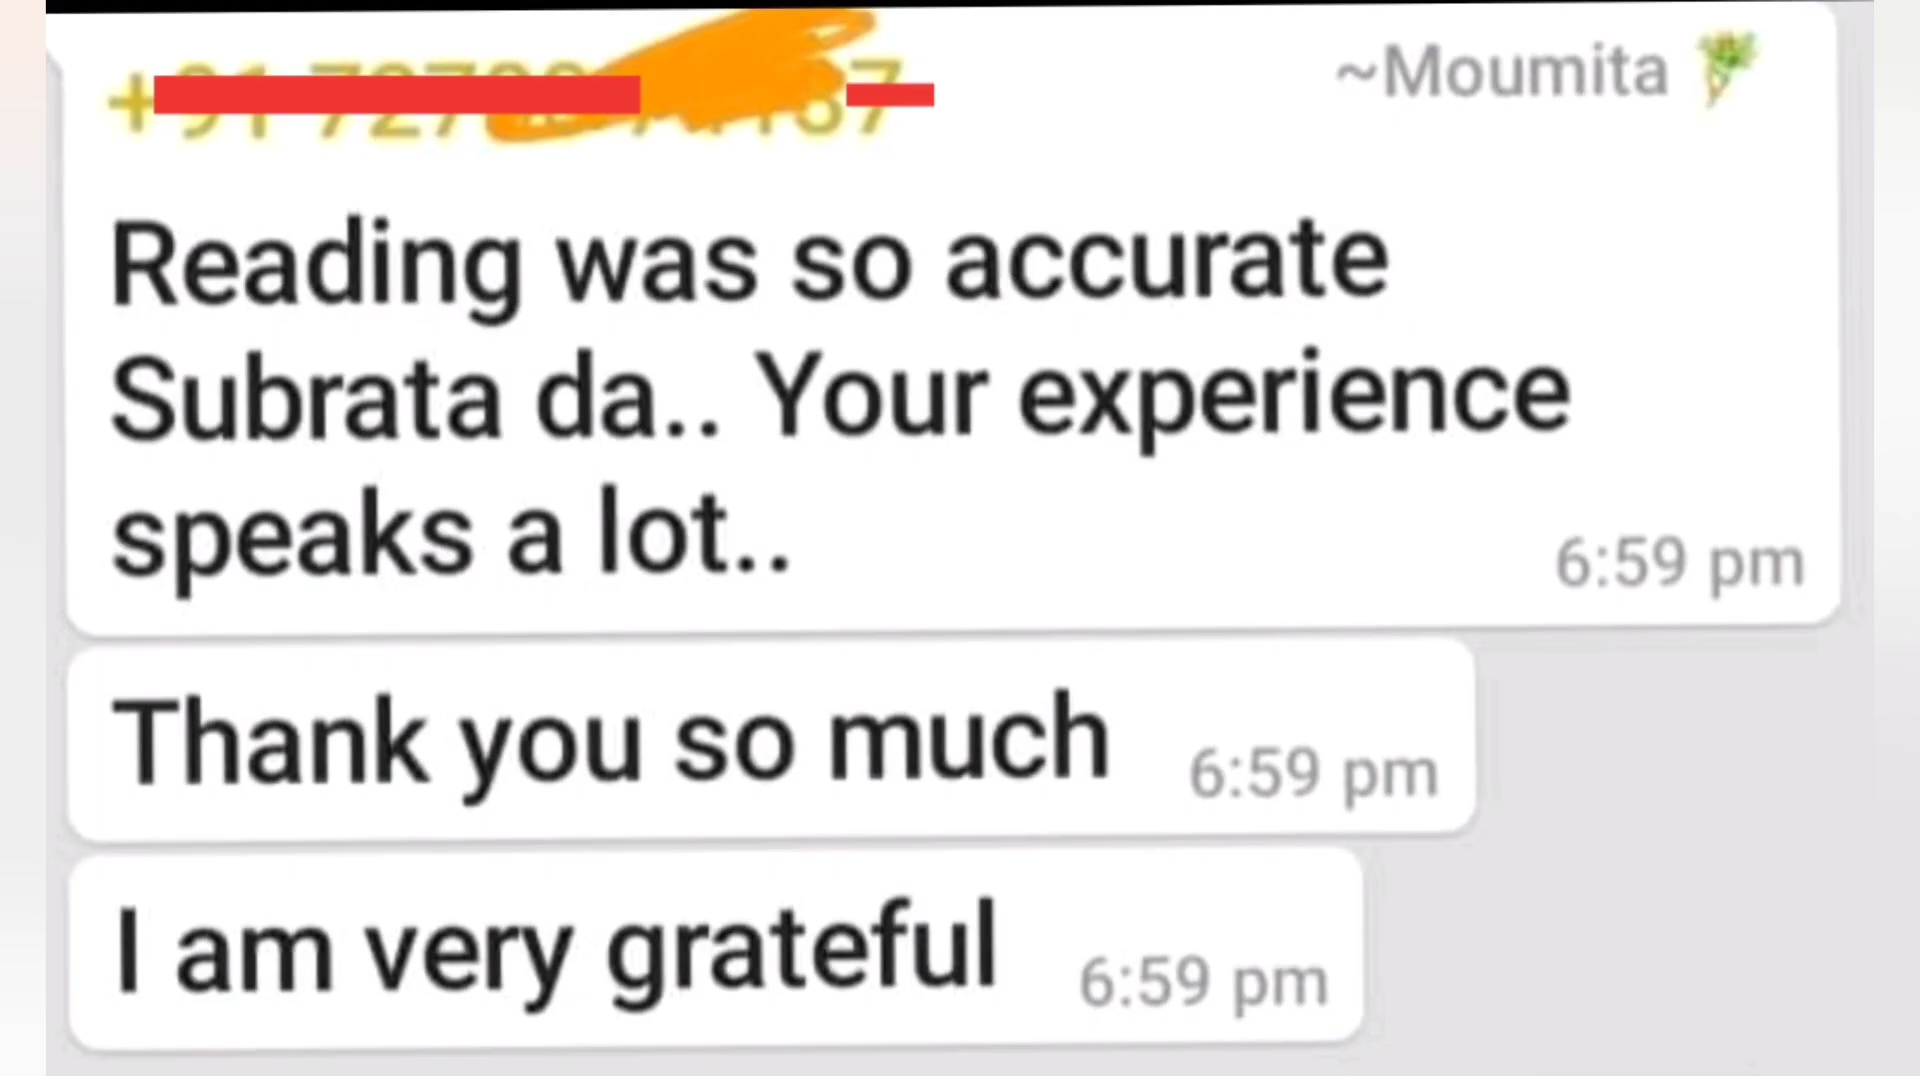 ~Moumita
Reading was so accurate
Subrata da.. Your experience
speaks a lot..
6:59 pm
Thank you so much 6:59 pm
I am very grateful 6:59 pm